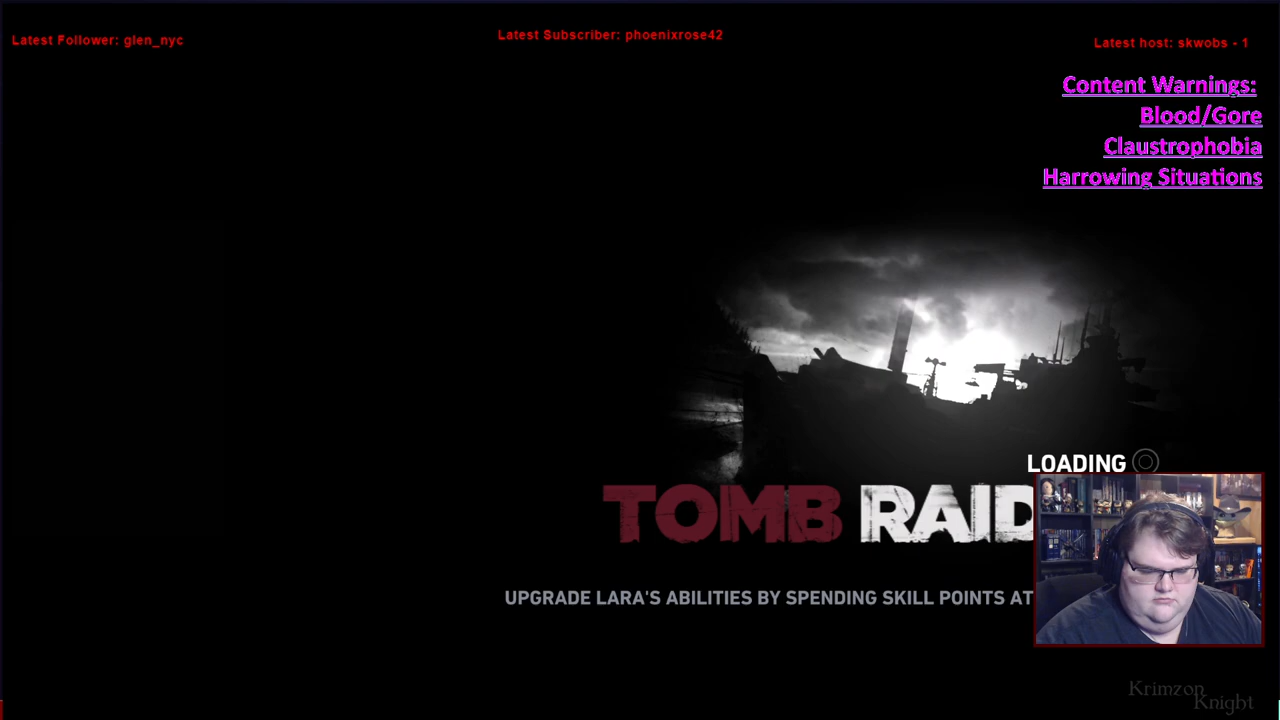 Latest Follower: glen_nyc
Latest Subscriber: phoenixrose42
Latest host: skwobs - 1
Content Warnings:
Blood/Gore
Claustrophobia
Harrowing Situations
LOADING
TOMB RAID
UPGRADE LARA'S ABILITIES BY SPENDING SKILL POINTS AT
Krimzon
Knight